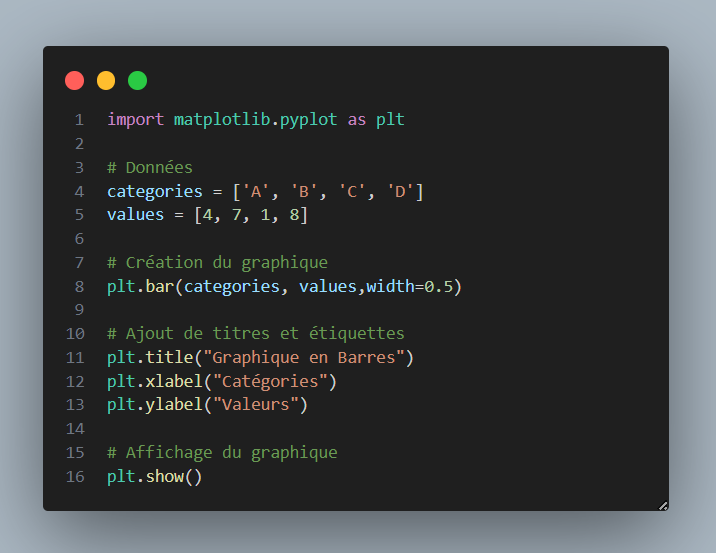 1 import matplotlib.pyplot as plt
2
3 # Données
4 categories = ['A', 'B', 'C', 'D']
5 values = [4, 7, 1, 8]
6
7 # Création du graphique
8 plt.bar(categories, values,width=0.5)
9
10 # Ajout de titres et étiquettes
11 plt.title("Graphique en Barres")
12 plt.xlabel("Catégories")
13 plt.ylabel("Valeurs")
14
15 # Affichage du graphique
16 plt.show()